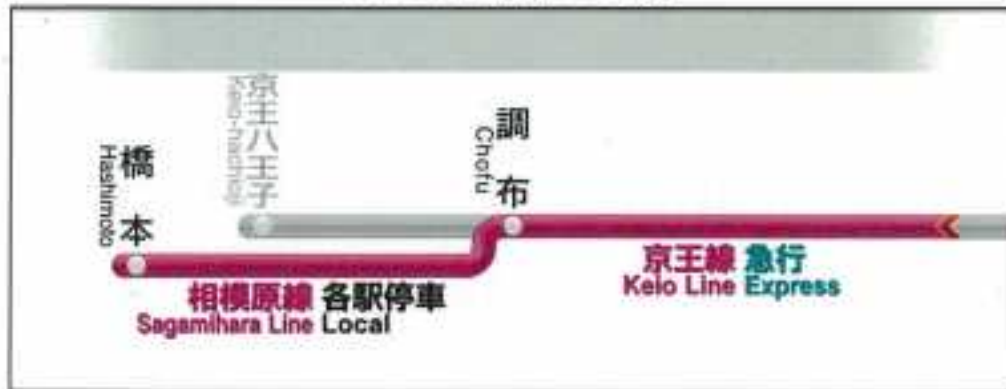 橋本
Hashimoto
京王八王子
Keio-hachioji
調布
Chofu
京王線 急行
Keio Line Express
相模原線 各駅停車
Sagamihara Line Local